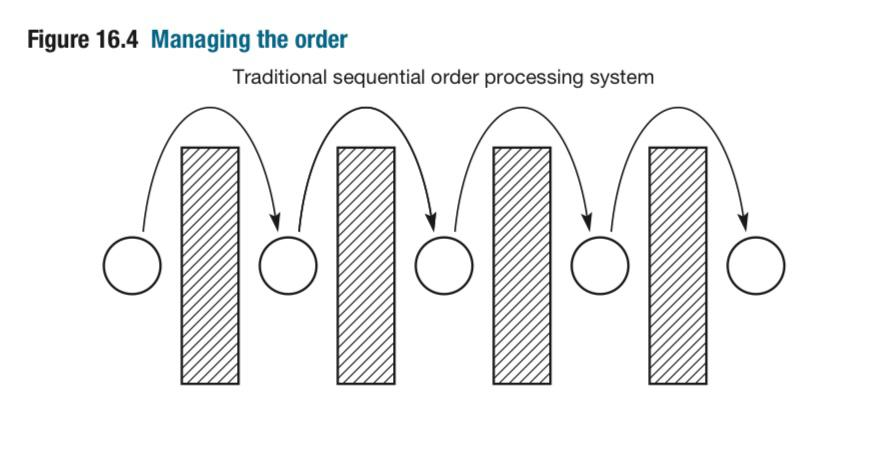 Figure 16.4 Managing the order
Traditional sequential order processing system